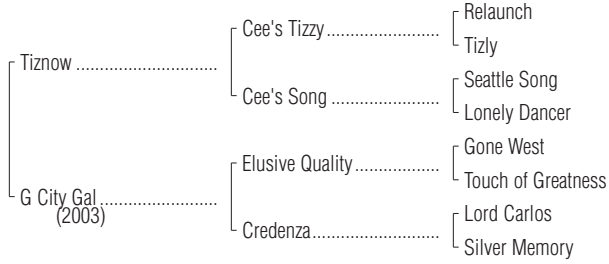 Relaunch
Cee's Tizzy
Tizly
Tiznow
Seattle Song
Cee's Song
Lonely Dancer
Gone West
Elusive Quality
Touch of Greatness
G City Gal
(2003)
Lord Carlos
Credenza
Silver Memory